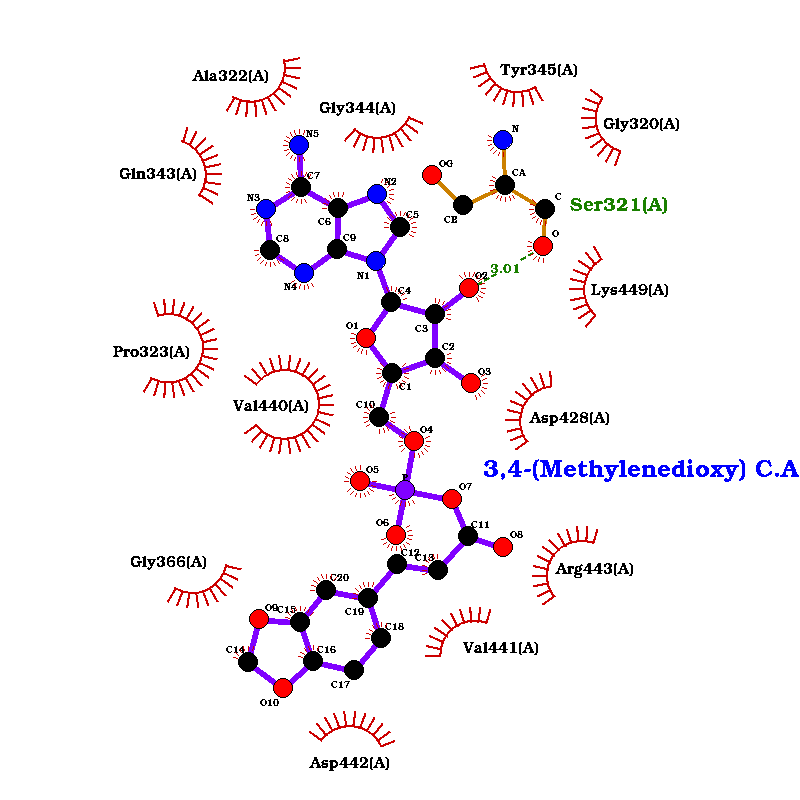 Tyr345(A)
Ala322(A)
Gly344(A)
Gly320(A)
N5
N
OG
CA
Gln343(A)
C7
N2
N3
CB
C
Ser321(A)
C6
C5
O
C8
C9
3.01
N4
N1
O2
Lys449(A)
C4
O1
C3
Pro323(A)
C2
C1
O3
C10
Val440(A)
Asp428(A)
O4
3,4-(Methylenedioxy) C.A
O5
P
O7
O6
C11
O8
C12
C13
Gly366(A)
Arg443(A)
C20
C19
O9
C15
C18
Val441(A)
C14
C16
C17
O10
Asp442(A)